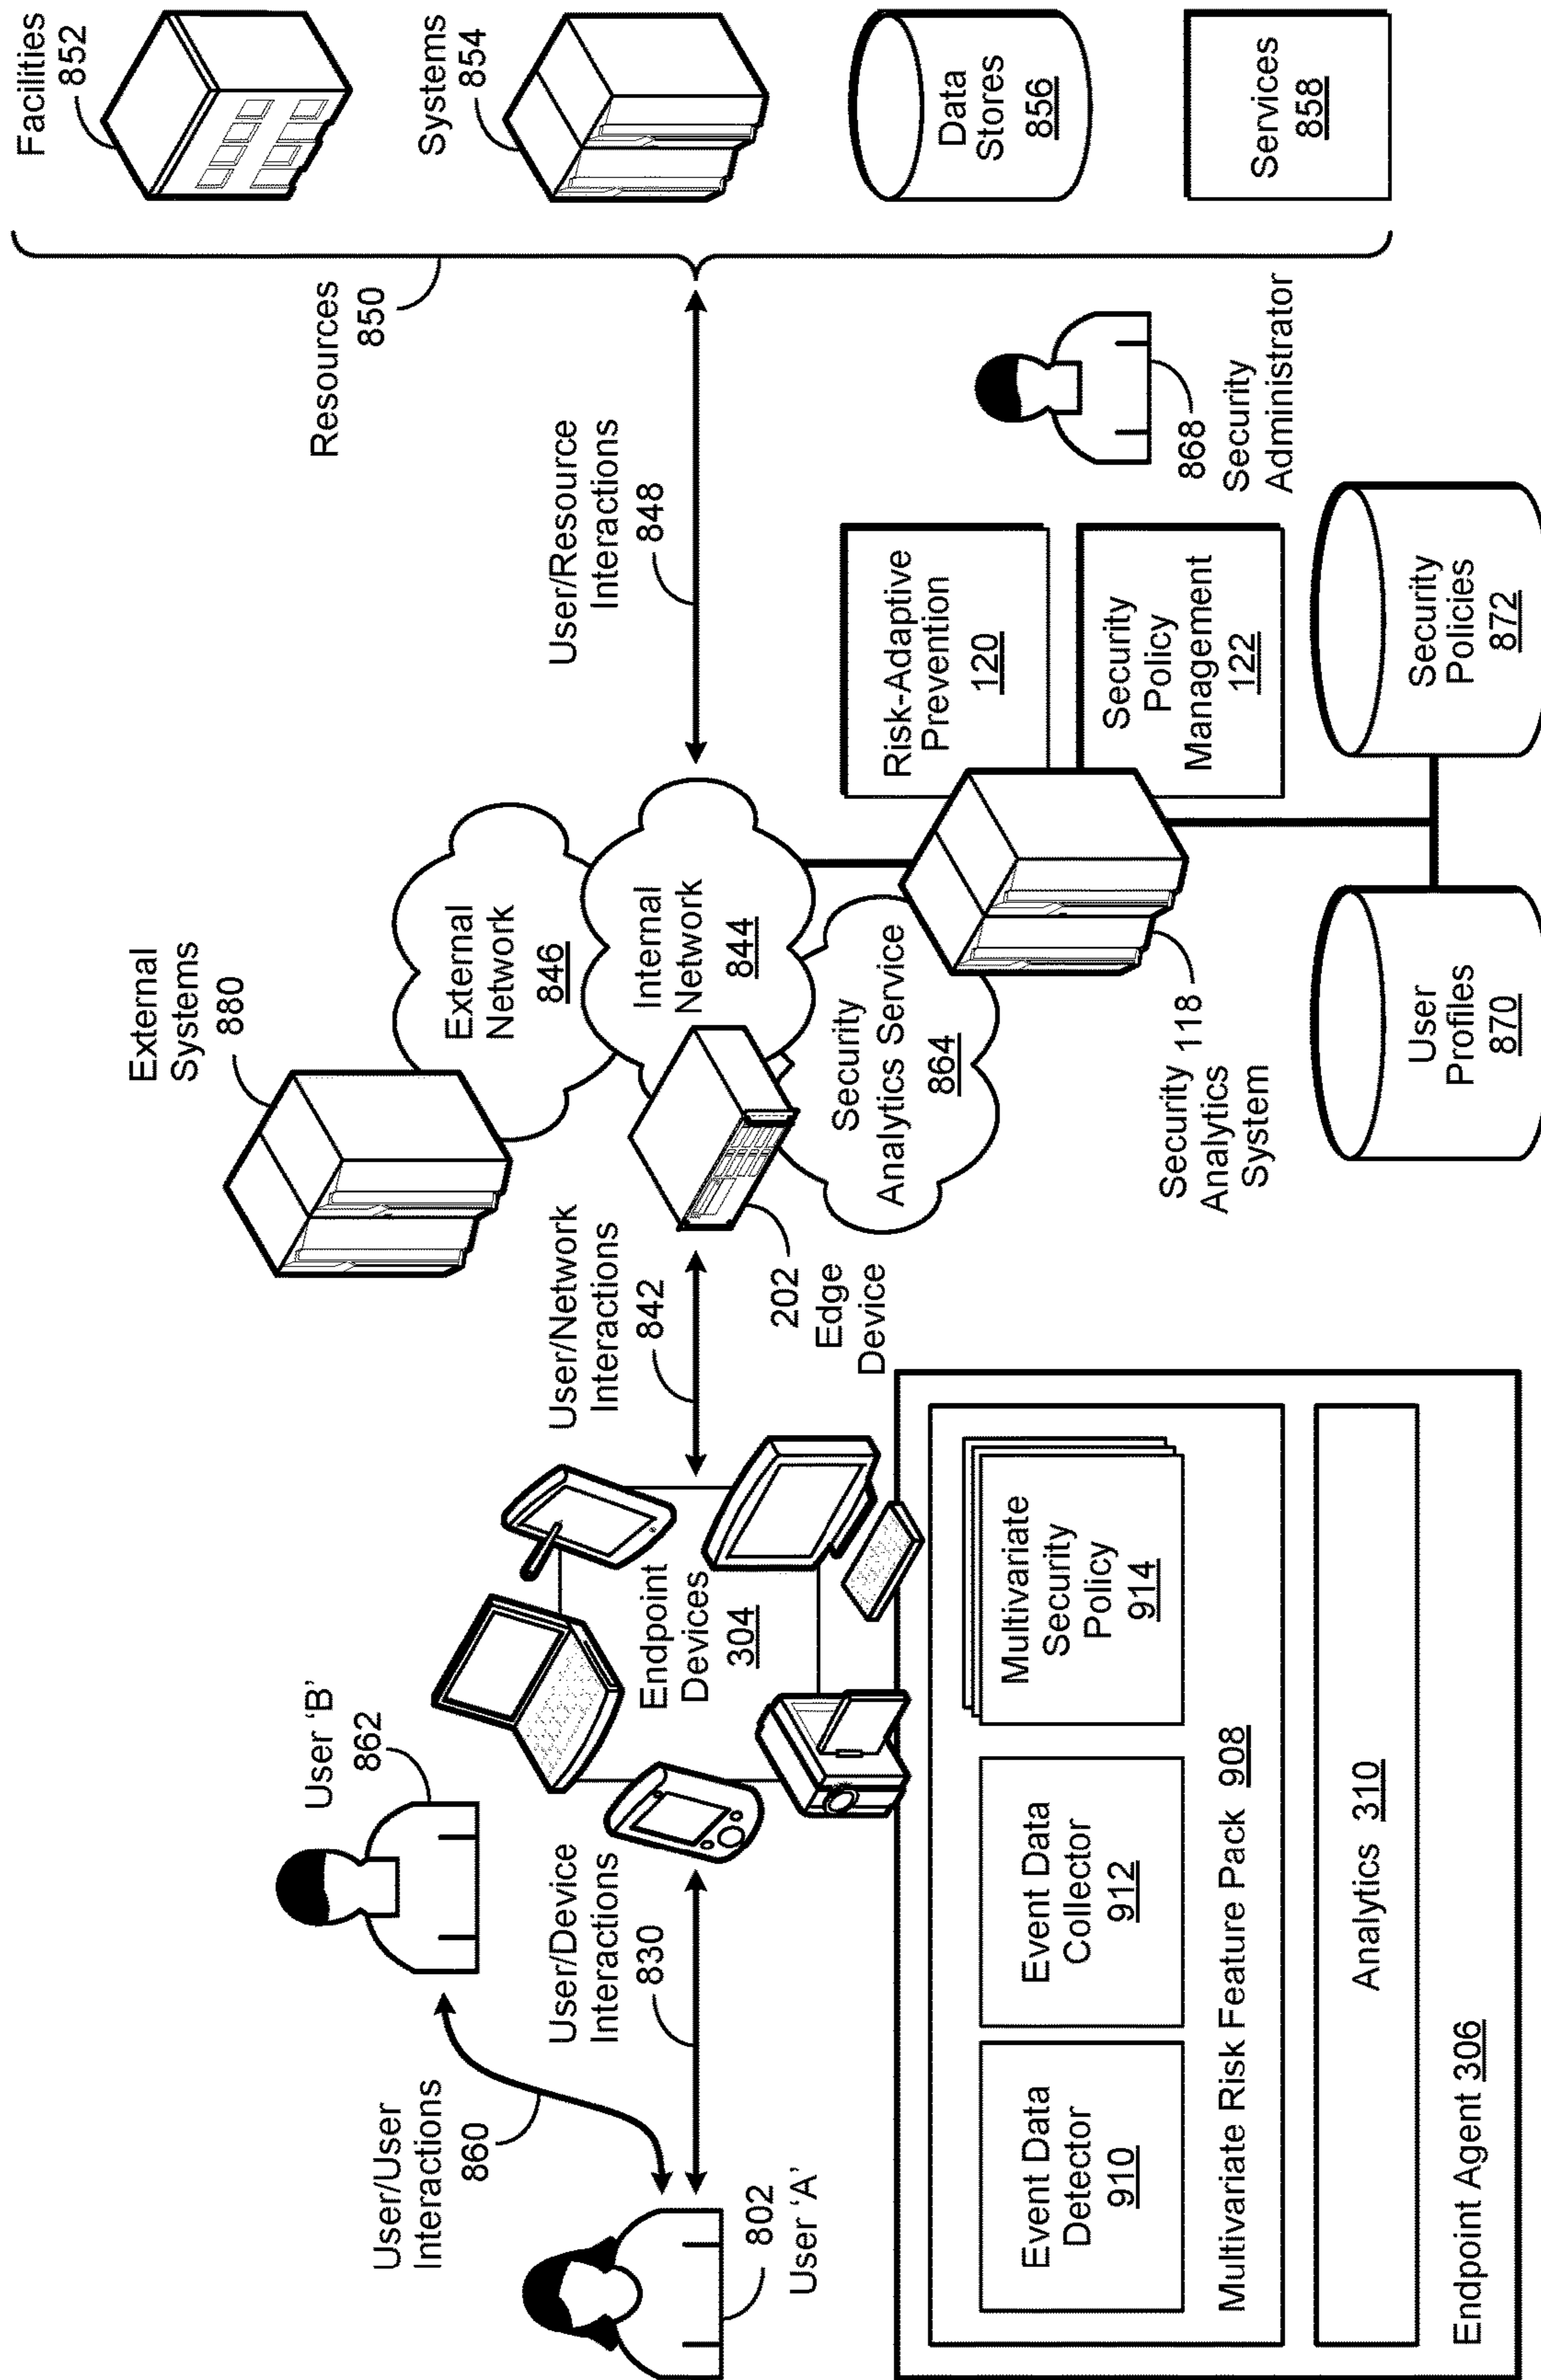 Facilities
852
Systems
854
Data
Stores
856
Services
858
Resources
850
User/Resource
Interactions
848
868
Security
Administrator
Risk-Adaptive
Prevention
120
Security
Policy
Management
122
Security
Policies
872
User
Profiles
870
External
Systems
880
External
Network
846
Internal
Network
844
Security
Analytics Service
864
Security 118
Analytics
System
User/Network
Interactions
842
202
Edge
Device
User 'B'
862
Endpoint
Devices
304
User/Device
Interactions
830
User/User
Interactions
860
802
User 'A'
Event Data
Detector
910
Event Data
Collector
912
Multivariate
Security
Policy
914
Multivariate Risk Feature Pack 908
Analytics 310
Endpoint Agent 306